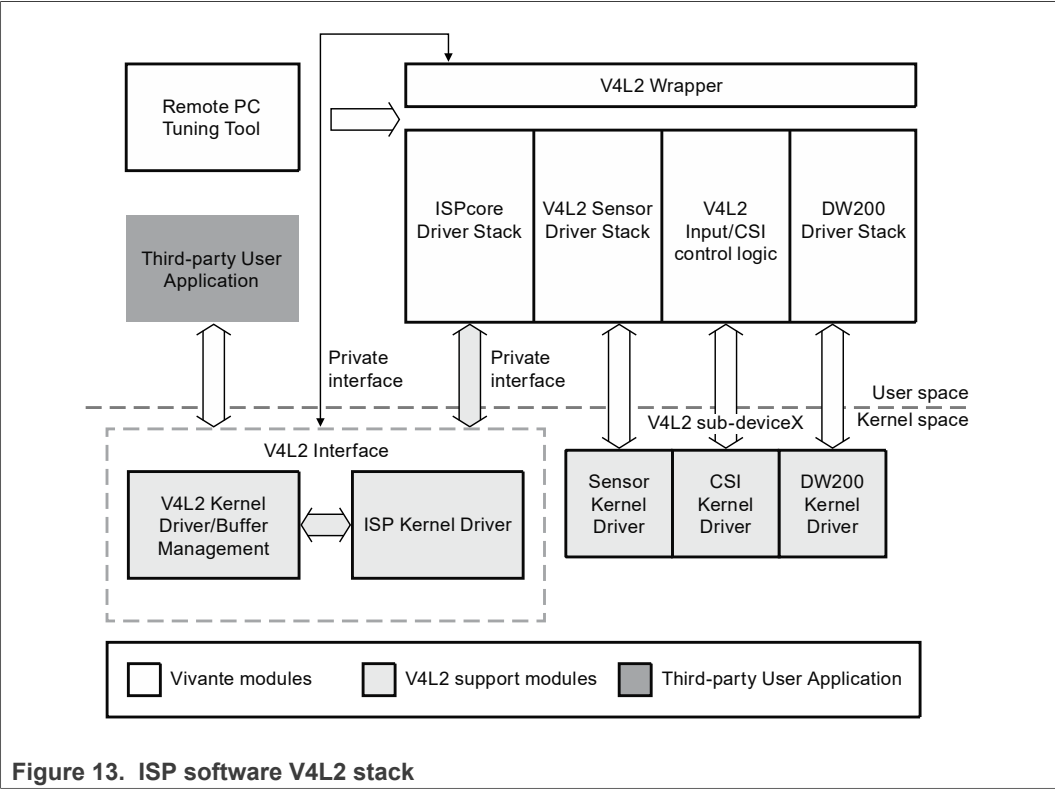 V4L2 Wrapper
Remote PC
Tuning Tool
ISPcore
Driver Stack
V4L2 Sensor
Driver Stack
V4L2
Input/CSI
control logic
DW200
Driver Stack
Third-party User
Application
Private
interface
Private
interface
User space
Kernel space
V4L2 sub-deviceX
V4L2 Interface
V4L2 Kernel
Driver/Buffer
Management
ISP Kernel Driver
Sensor
Kernel
Driver
CSI
Kernel
Driver
DW200
Kernel
Driver
Vivante modules
V4L2 support modules
Third-party User Application
Figure 13. ISP software V4L2 stack